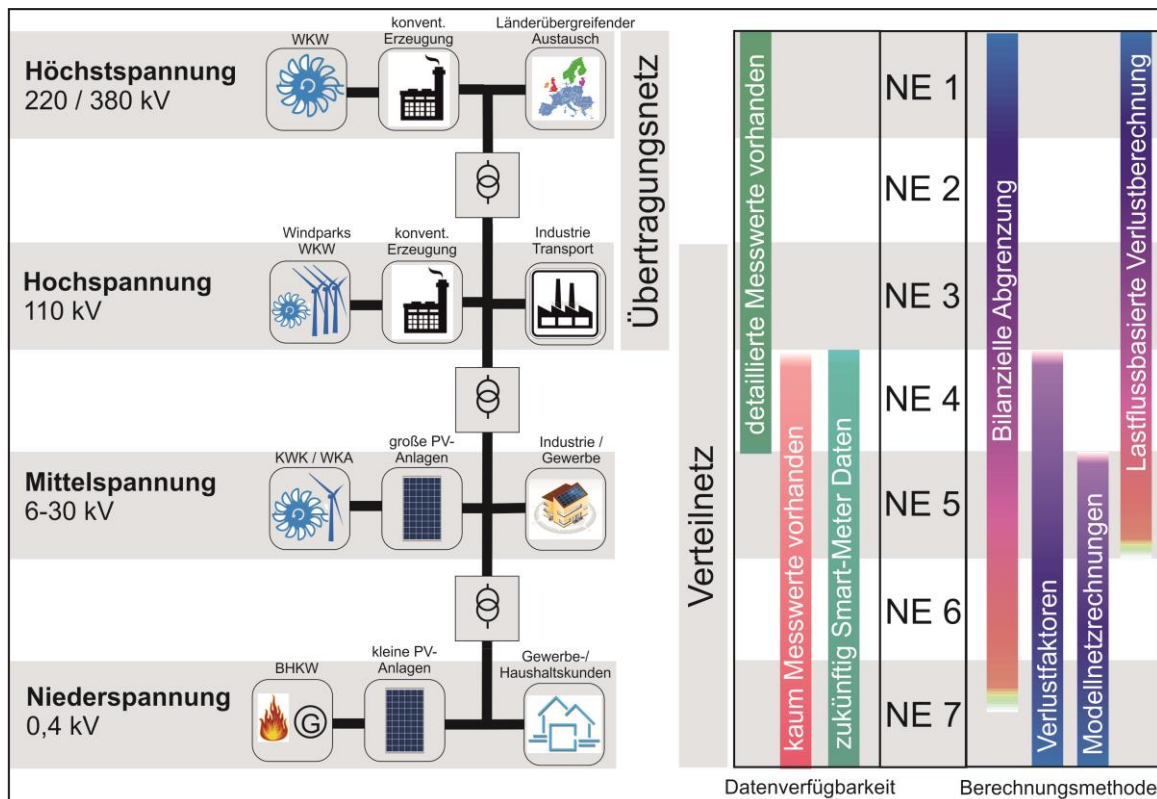 WKW
konvent.
Erzeugung
Länderübergreifender
Austausch
Höchstspannung
220 / 380 kV
Windparks
WKW
konvent.
Erzeugung
Industrie
Transport
Hochspannung
110 kV
KWK / WKA
große PV-
Anlagen
Industrie /
Gewerbe
Mittelspannung
6-30 kV
BHKW
kleine PV-
Anlagen
Gewerbe-/
Haushaltskunden
Niederspannung
0,4 kV
G
Übertragungsnetz
Verteilnetz
detaillierte Messwerte vorhanden
kaum Messwerte vorhanden
zukünftig Smart-Meter Daten
NE 1
NE 2
NE 3
NE 4
NE 5
NE 6
NE 7
Bilanzielle Abgrenzung
Verlustfaktoren
Modellnetzrechnungen
Lastflussbasierte Verlustberechnung
Datenverfügbarkeit
Berechnungsmethode